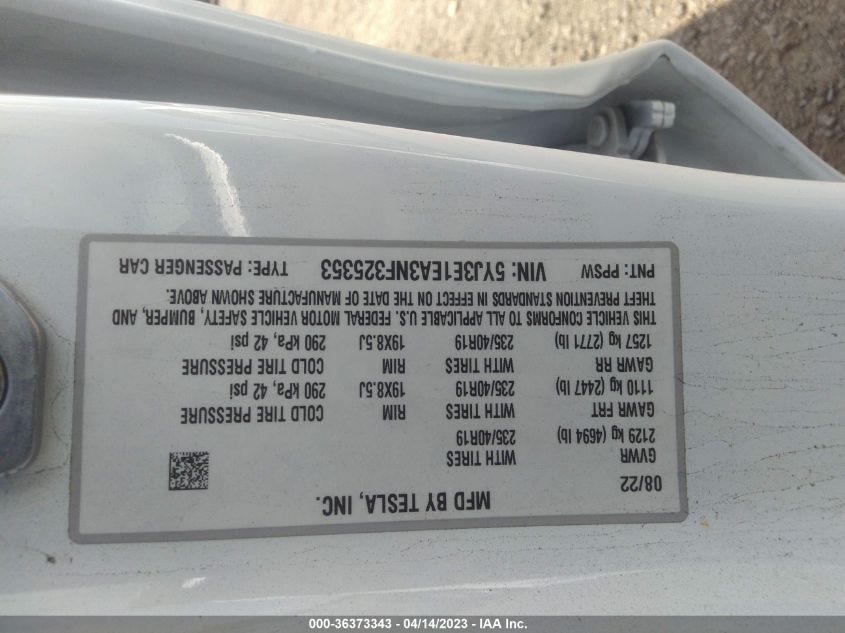 MFD BY TESLA, INC.
08/22
GVWR WITH TIRES
2129 kg (4694 lb) 235/40R19
GAWR FRT WITH TIRES RIM COLD TIRE PRESSURE
1110 kg (2447 lb) 235/40R19 19X8.5J 290 kPa, 42 psi
GAWR RR WITH TIRES RIM COLD TIRE PRESSURE
1257 kg (2771 lb) 235/40R19 19X8.5J 290 kPa, 42 psi
THIS VEHICLE CONFORMS TO ALL APPLICABLE U.S. FEDERAL MOTOR VEHICLE SAFETY, BUMPER, AND
THEFT PREVENTION STANDARDS IN EFFECT ON THE DATE OF MANUFACTURE SHOWN ABOVE.
PNT: PPSW VIN: 5YJ3E1EA3NF325353 TYPE: PASSENGER CAR
000-36373343 - 04/14/2023 - IAA Inc.